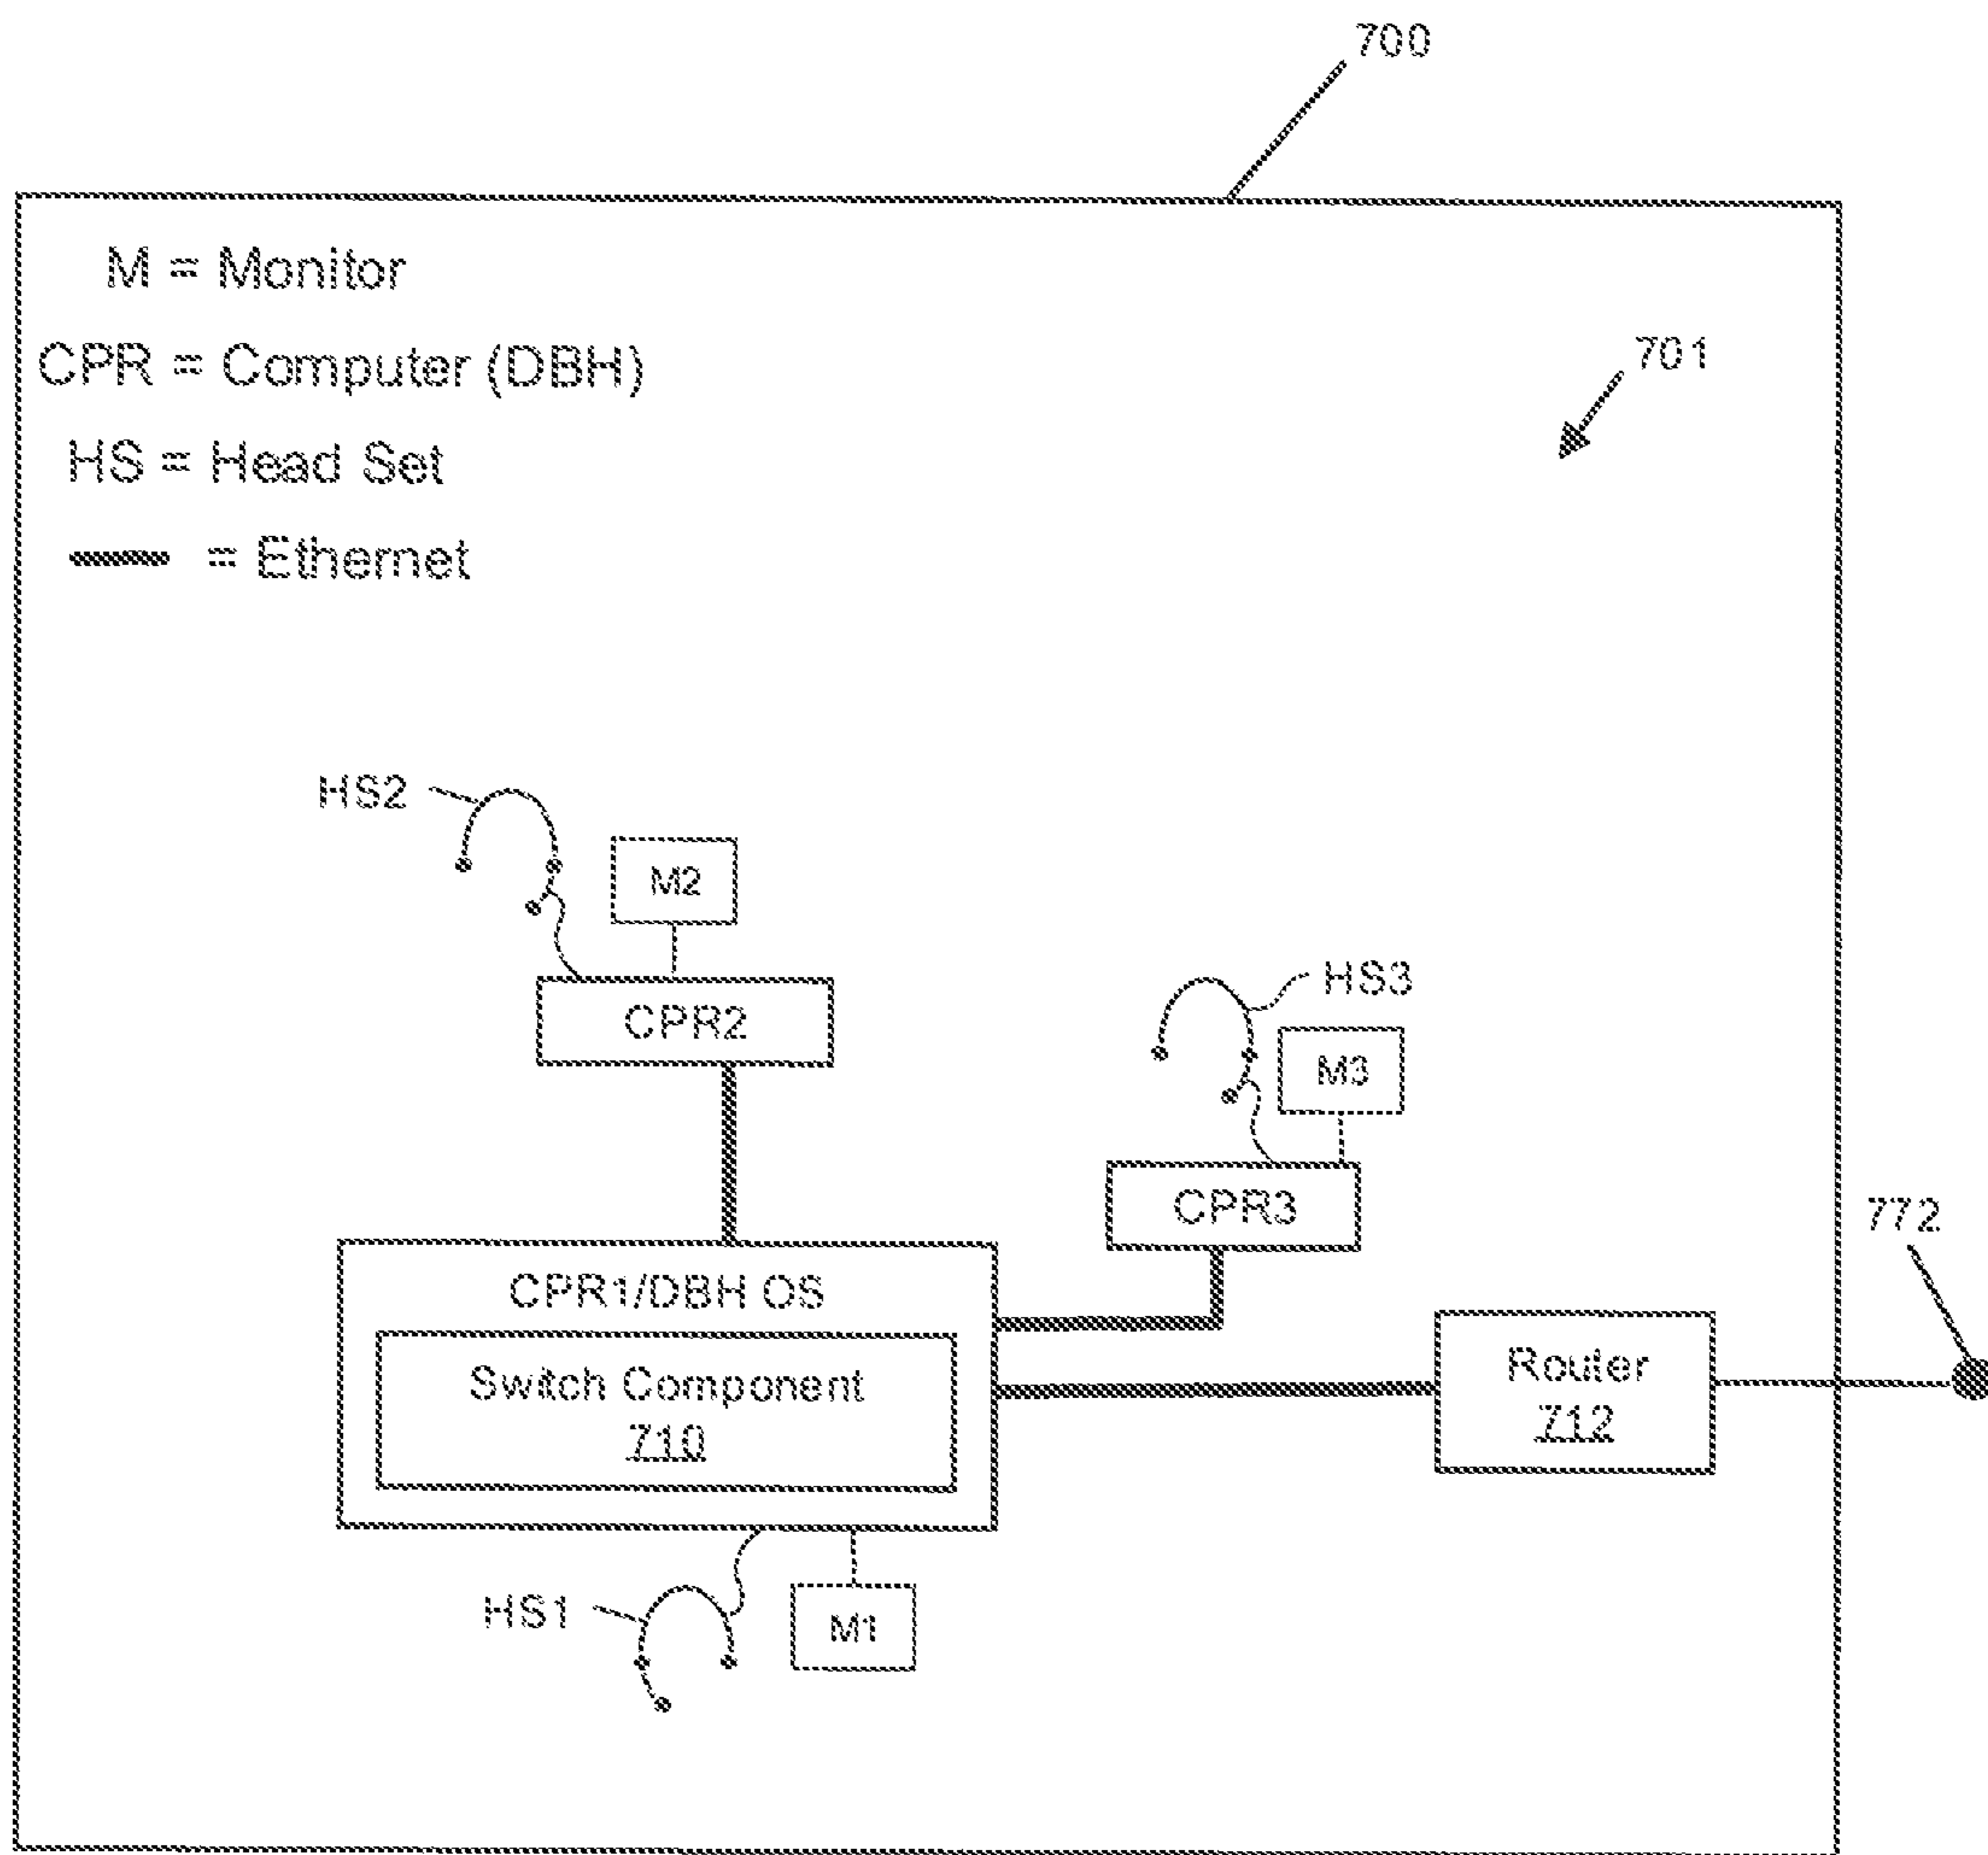 700
M = Monitor
CPR = Computer (DBH)
HS = Head Set
= Ethernet
701
HS2
M2
CPR2
HS3
M3
CPR3
772
CPR1/DBH OS
Switch Component
710
Router
712
HS1
M1